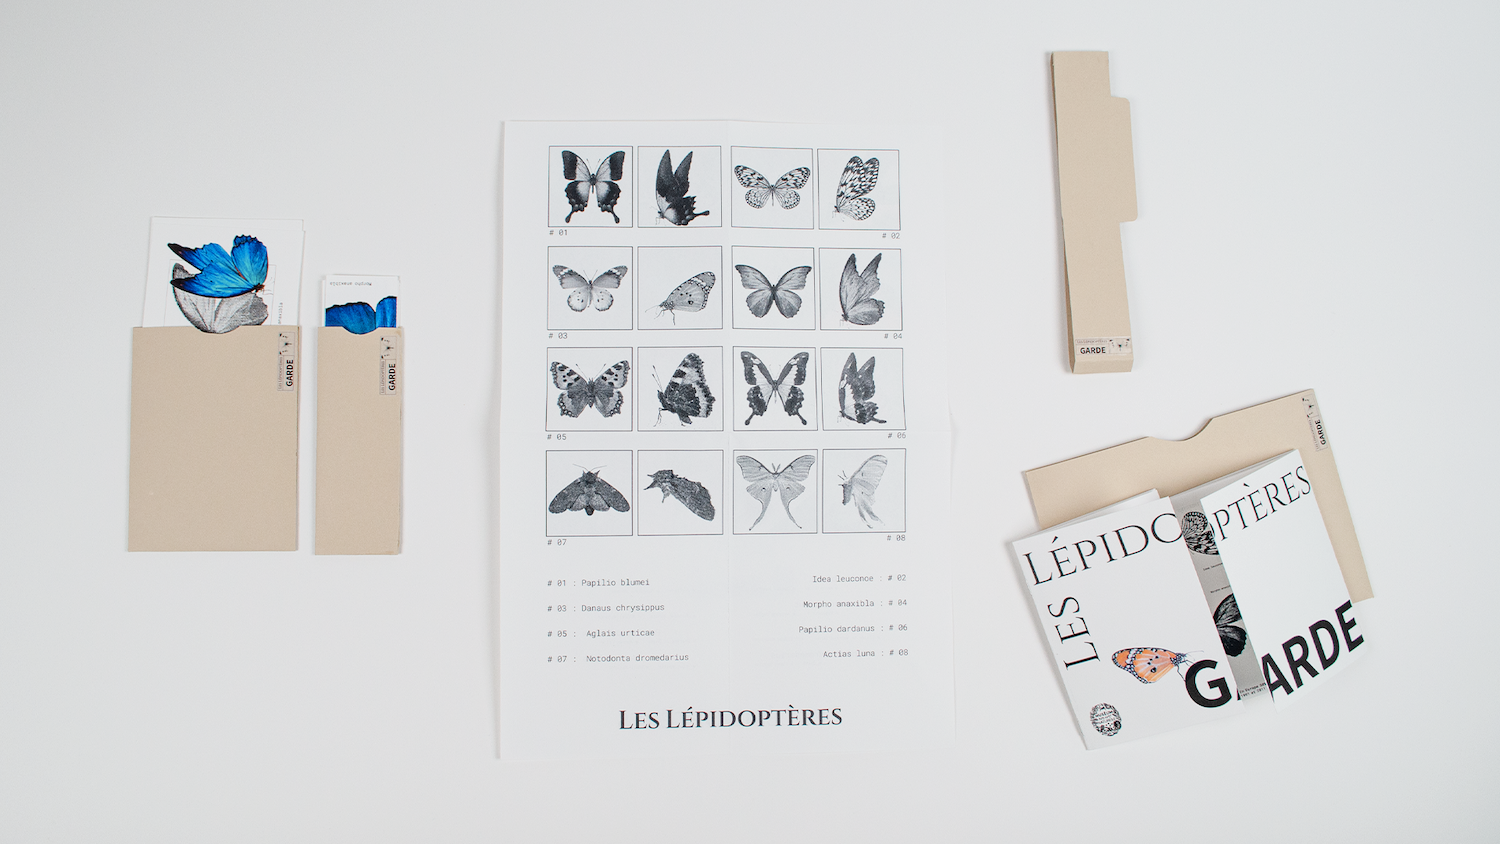 GARDE
GARDE
# 01
# 02
# 03
# 04
# 05
# 06
# 07
# 08
# 01 : Papilio blumei
Idea leuconoe : # 02
# 03 : Danaus chrysippus
Morpho anaxibla : # 04
# 05 : Aglais urticae
Papilio dardanus : # 06
# 07 : Notodonta dromedarius
Actias luna : # 08
LES LÉPIDOPTÈRES
GARDE
GARDE
LES LÉPIDOPTÈRES
GARDE